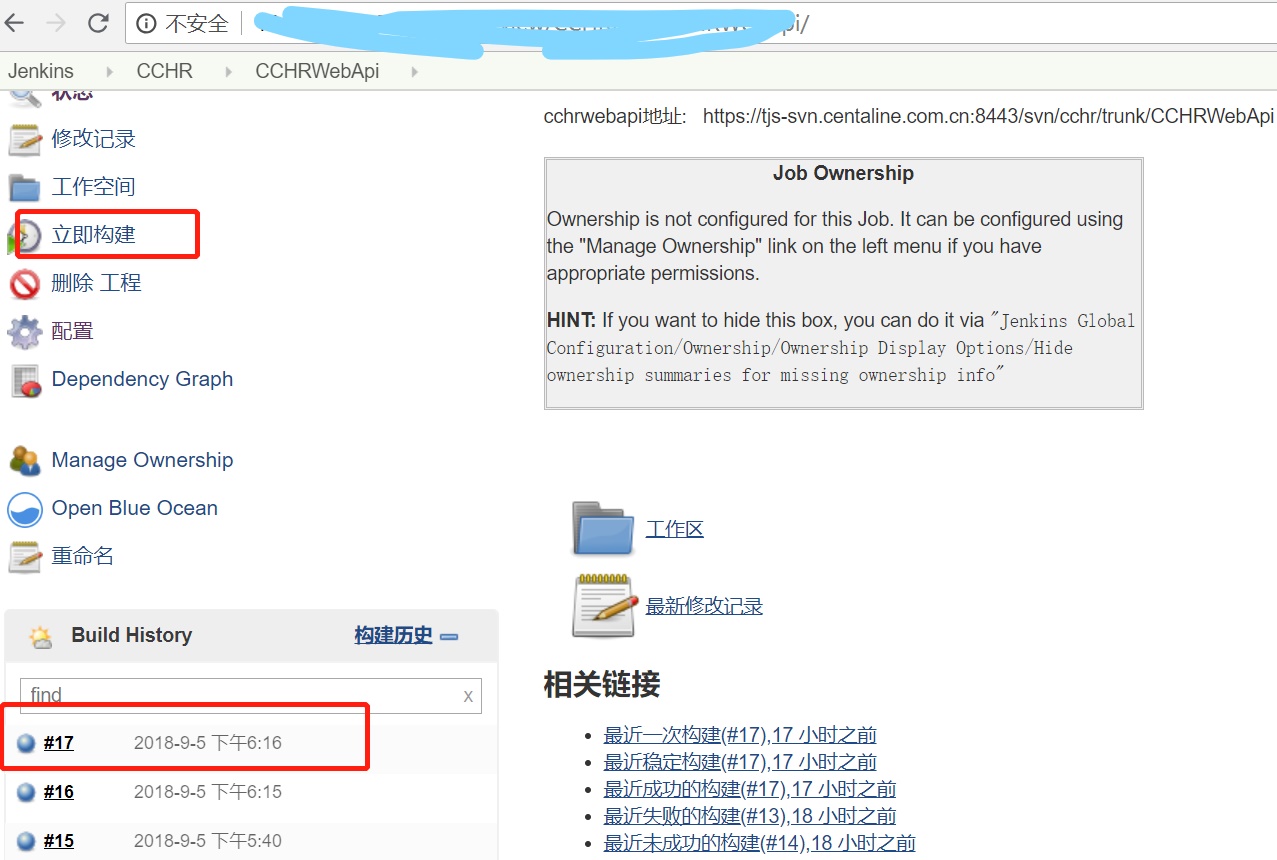 不安全
Jenkins CCHR CCHRWebApi
状态
修改记录
工作空间
立即构建
删除 工程
配置
Dependency Graph
Manage Ownership
Open Blue Ocean
重命名
Build History 构建历史
find x
#17 2018-9-5 下午6:16
#16 2018-9-5 下午6:15
#15 2018-9-5 下午5:40
cchrwebapi地址: https://tjs-svn.centaline.com.cn:8443/svn/cchr/trunk/CCHRWebApi
Job Ownership
Ownership is not configured for this Job. It can be configured using
the "Manage Ownership" link on the left menu if you have
appropriate permissions.
HINT: If you want to hide this box, you can do it via "Jenkins Global
Configuration/Ownership/Ownership Display Options/Hide
ownership summaries for missing ownership info"
工作区
最新修改记录
相关链接
最近一次构建(#17),17 小时之前
最近稳定构建(#17),17 小时之前
最近成功的构建(#17),17 小时之前
最近失败的构建(#13),18 小时之前
最近未成功的构建(#14),18 小时之前